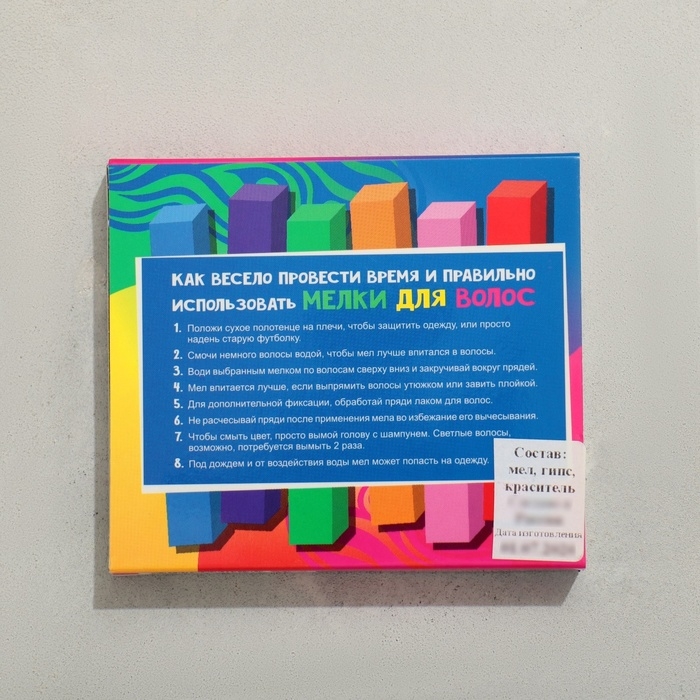 КАК ВЕСЕЛО ПРОВЕСТИ ВРЕМЯ И ПРАВИЛЬНО
ИСПОЛЬЗОВАТЬ МЕЛКИ ДЛЯ ВОЛОС
1. Положи сухое полотенце на плечи, чтобы защитить одежду, или просто
надень старую футболку.
2. Смочи немного волосы водой, чтобы мел лучше впитался в волосы.
3. Води выбранным мелком по волосам сверху вниз и закручивай вокруг прядей.
4. Мел впитается лучше, если выпрямить волосы утюжком или завить плойкой.
5. Для дополнительной фиксации, обработай пряди лаком для волос.
6. Не расчесывай пряди после применения мела во избежание его вычесывания.
7. Чтобы смыть цвет, просто вымой голову с шампунем. Светлые волосы,
возможно, потребуется вымыть 2 раза.
8. Под дождем и от воздействия воды мел может попасть на одежду.
Состав:
мел, гипс,
краситель
Дата изготовления